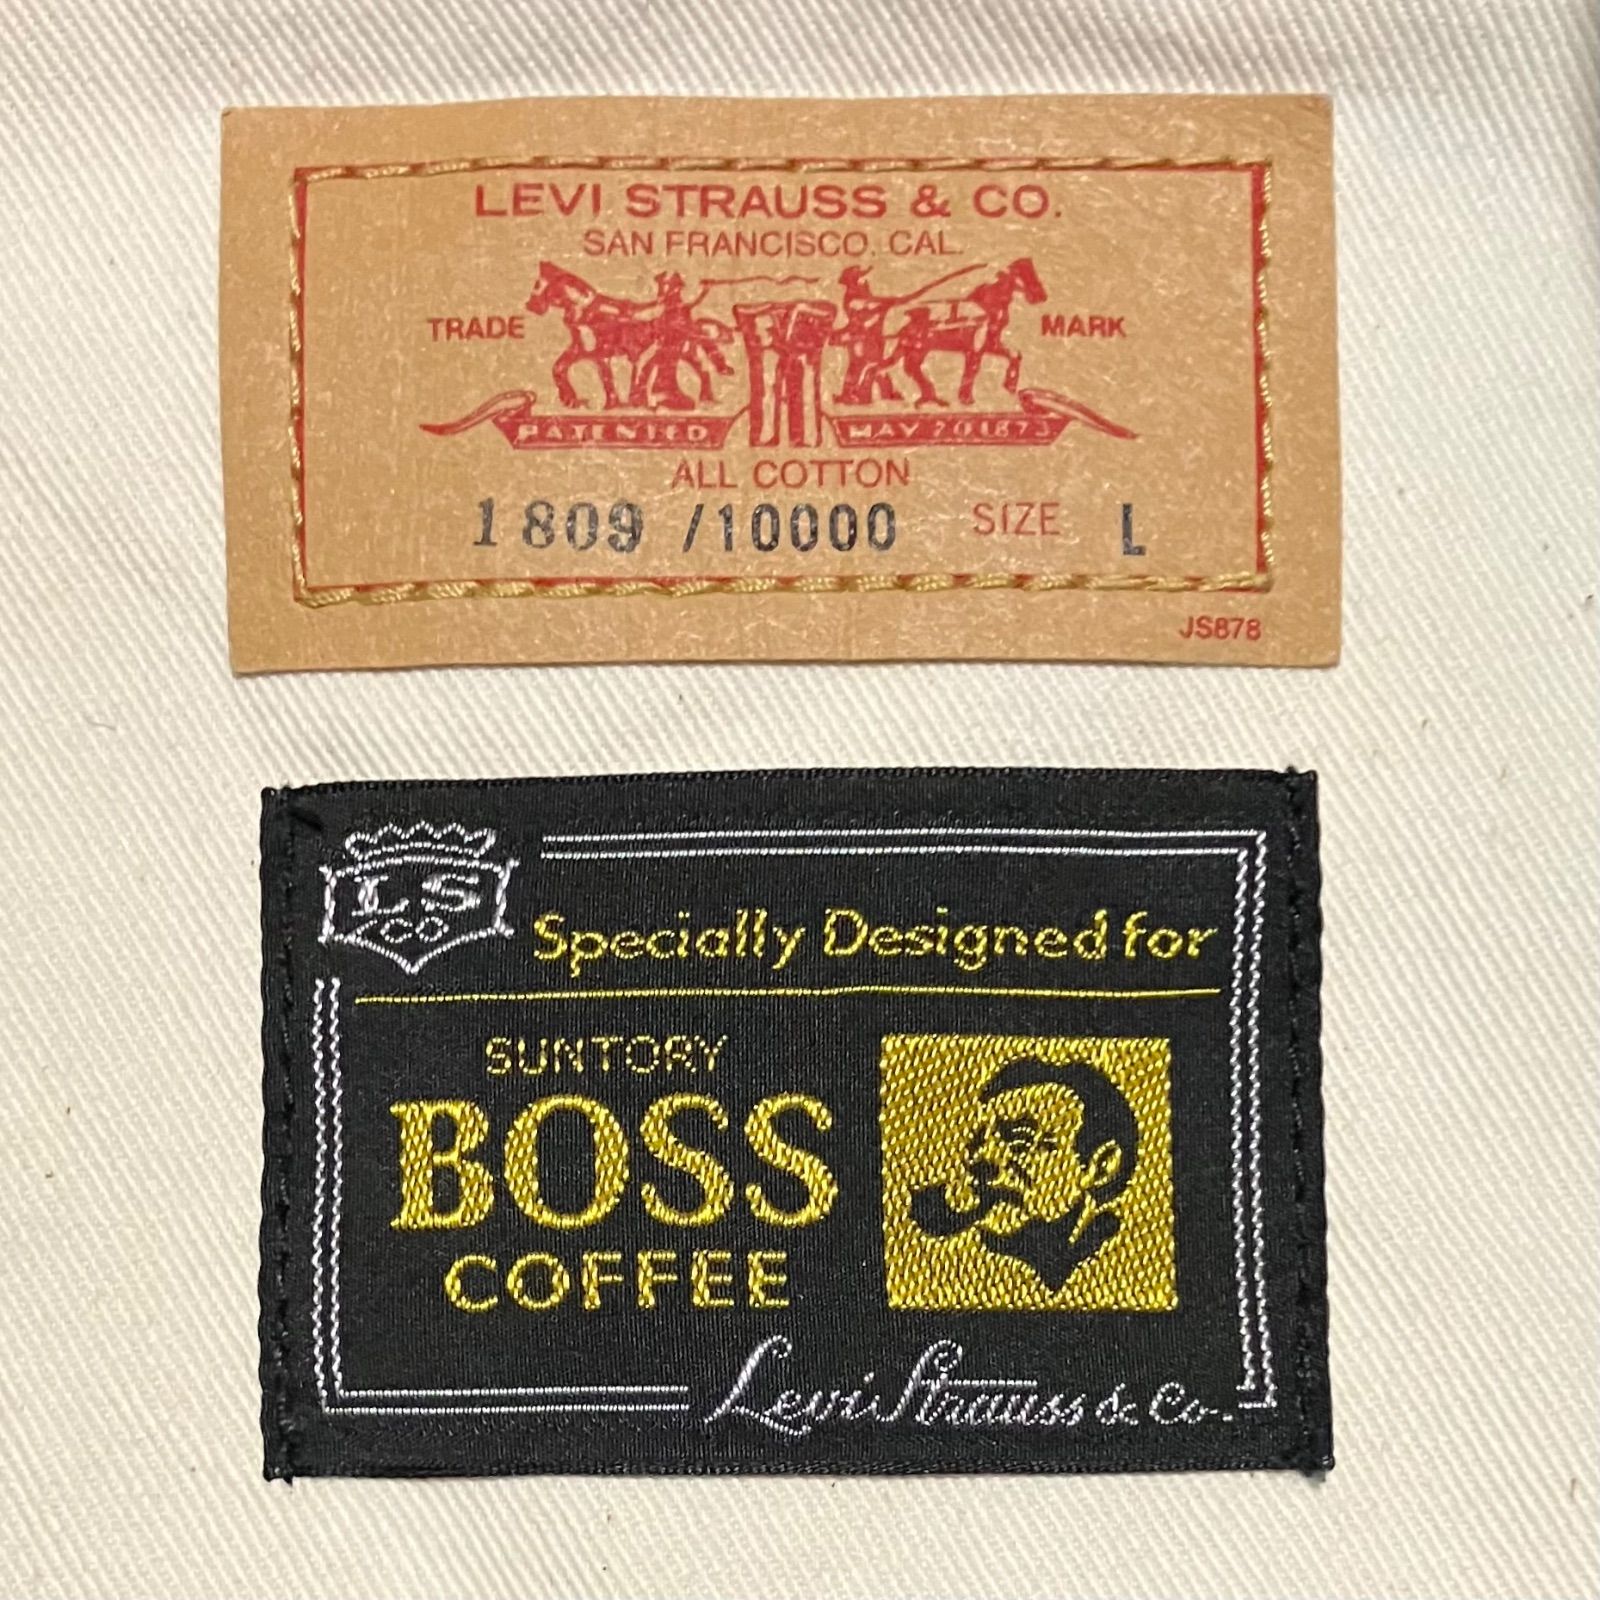 LEVI STRAUSS & CO.
SAN FRANCISCO, CAL.
TRADE MARK
PATENTED MAY 20 1873
ALL COTTON
1809 /10000 SIZE L
JS878
LS
CO
Specially Designed for
SUNTORY
BOSS
COFFEE
Levi Strauss & Co.